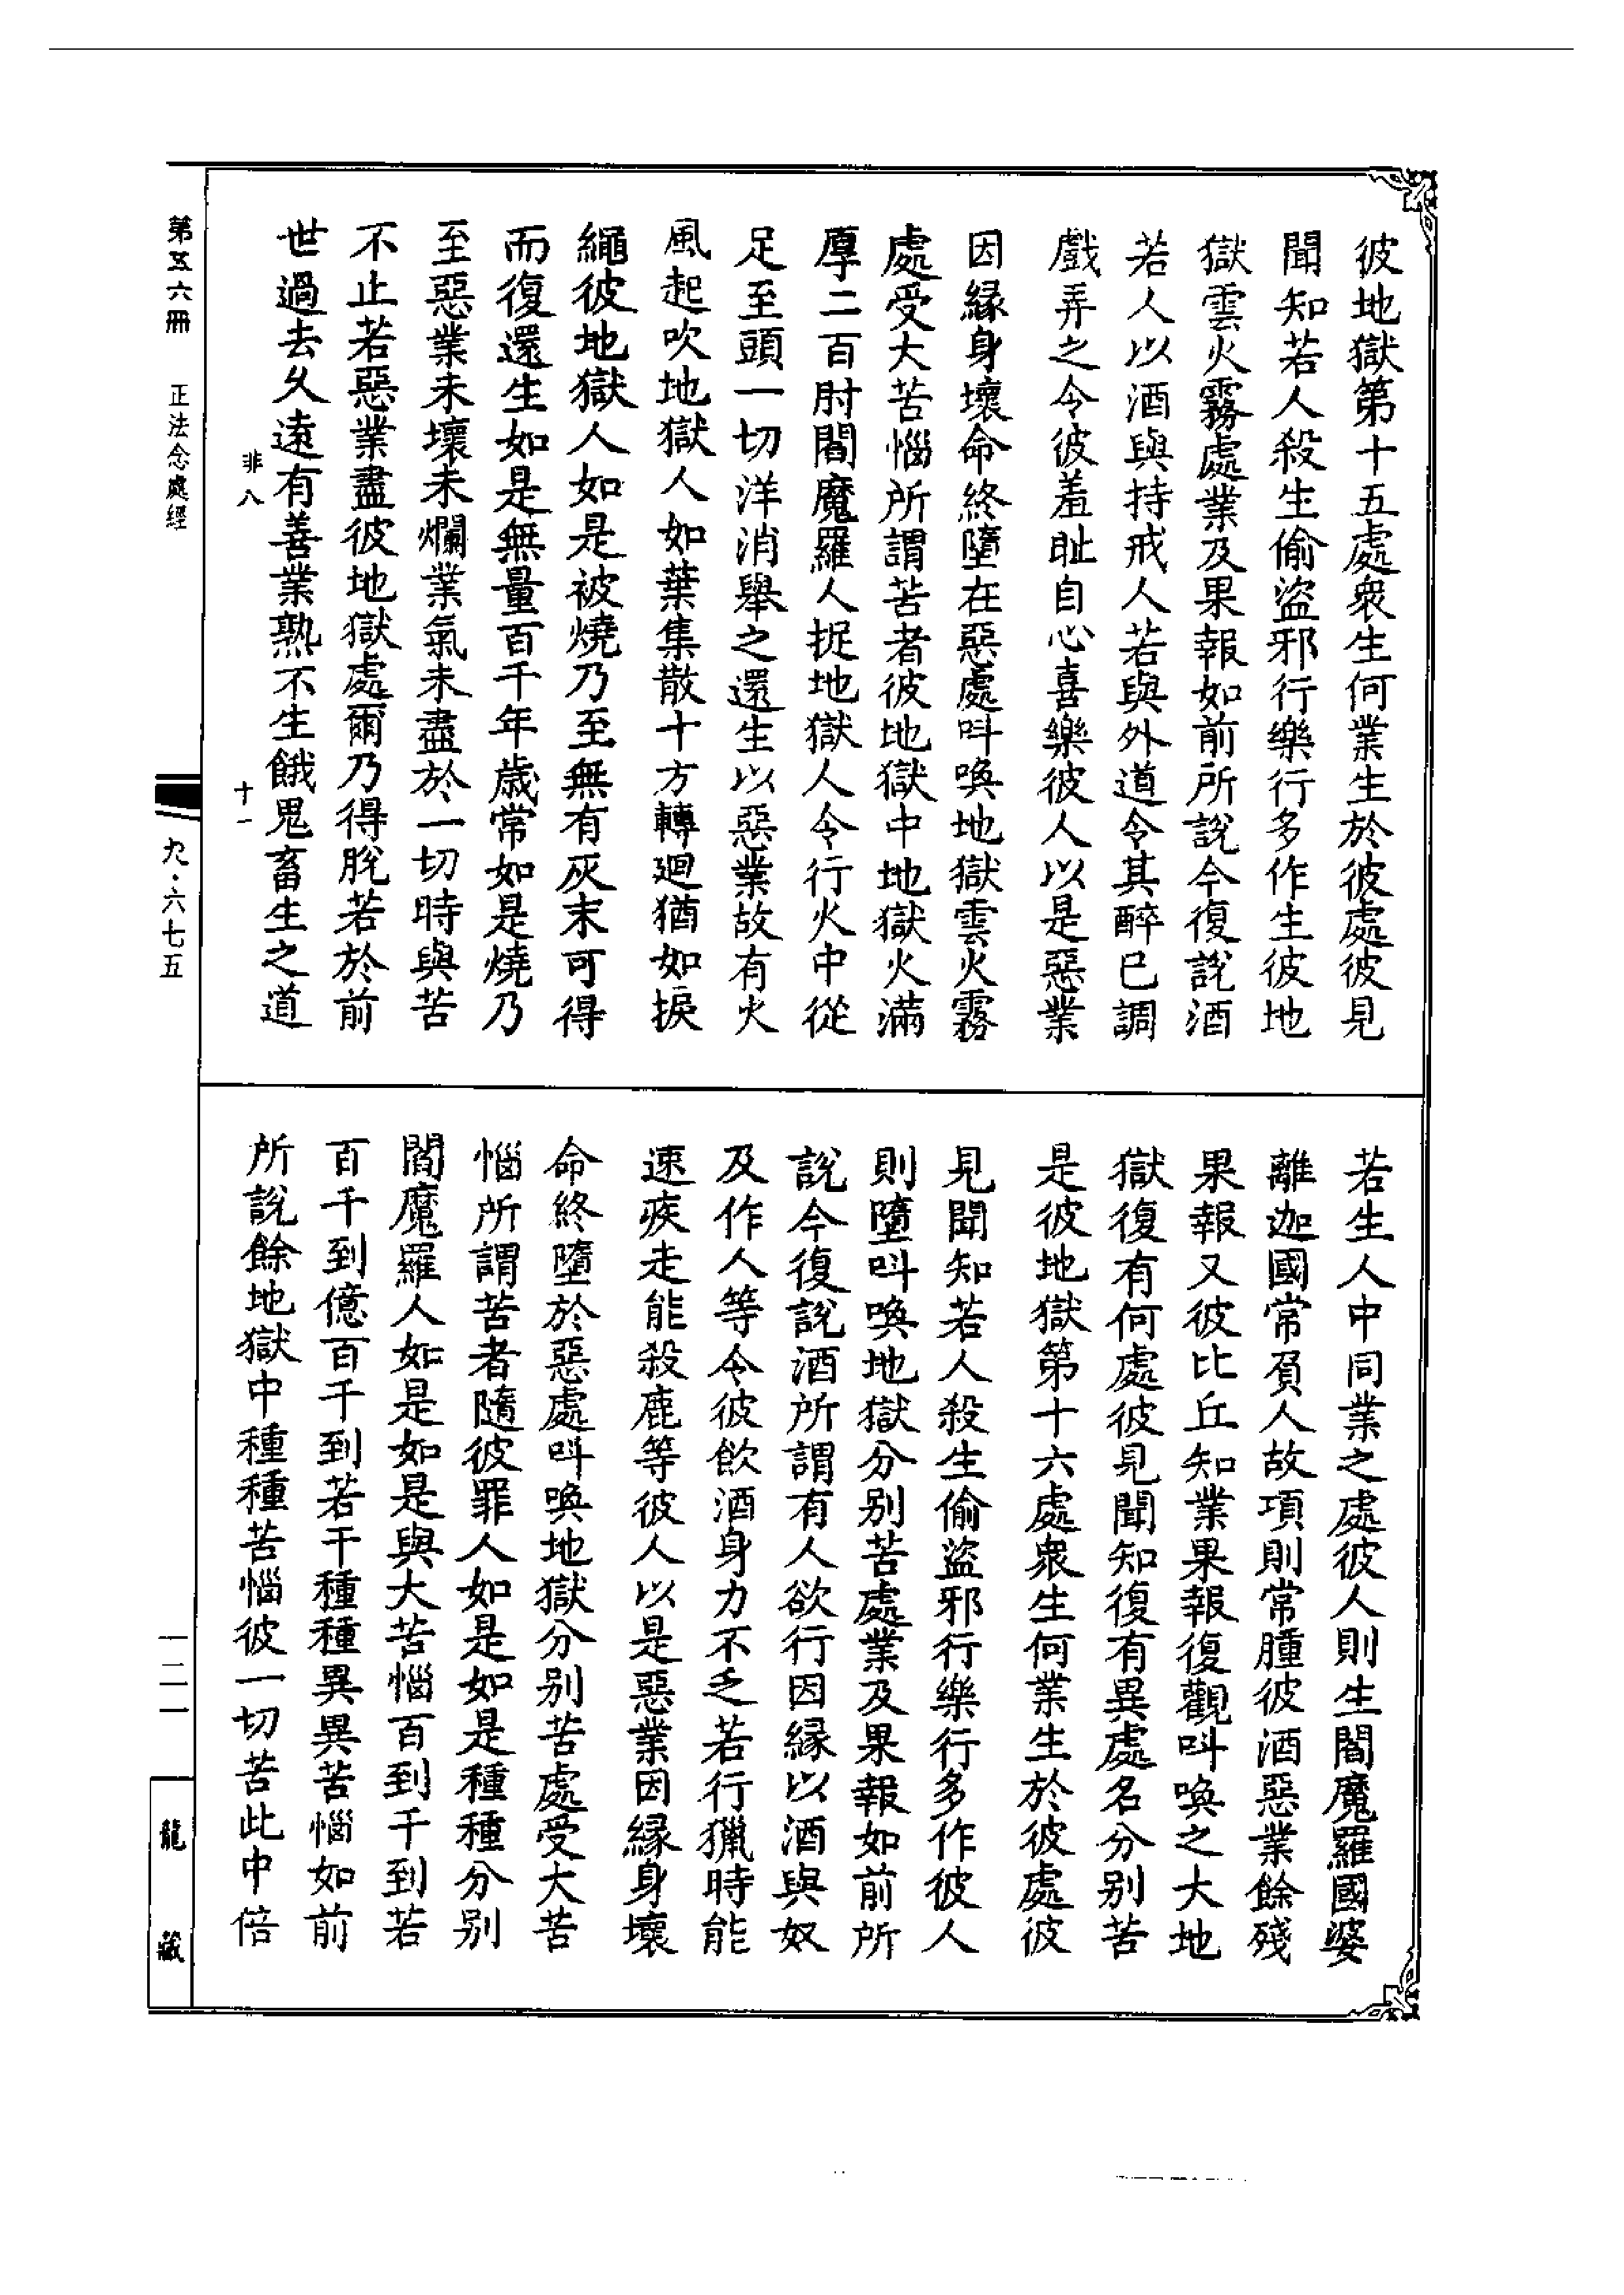 彼地獄第十五處衆生何業生於彼處彼見
聞知若人殺生偷盜邪行樂行多作生彼地
獄雲火霧處業及果報如前所說今復說酒
若人以酒與持戒人若與外道令其醉已調
戲弄之令彼羞耻自心喜樂彼人以是惡業
因緣身壞命終墮在惡處叫喚地獄雲火霧
處受大苦惱所謂苦者彼地獄中地獄火滿
厚二百肘閻魔羅人捉地獄人令行火中從
足至頭一切洋消舉之還生以惡業故有火
風起吹地獄人如葉集散十方轉迴猶如捩
繩彼地獄人如是被燒乃至無有灰末可得
而復還生如是無量百千年歲常如是燒乃
至惡業未壞未爛業氣未盡於一切時與苦
不止若惡業盡彼地獄處爾乃得脫若於前
世過去久遠有善業熟不生餓鬼畜生之道
若生人中同業之處彼人則生閻魔羅國婆
離迦國常負人故項則常腫彼酒惡業餘殘
果報又彼比丘知業果報復觀叫喚之大地
獄復有何處彼見聞知復有異處名分別苦
是彼地獄第十六處衆生何業生於彼處彼
見聞知若人殺生偷盜邪行樂行多作彼人
則墮叫喚地獄分別苦處業及果報如前所
說今復說酒所謂有人欲行因緣以酒與奴
及作人等令彼飲酒身力不乏若行獵時能
速疾走能殺鹿等彼人以是惡業因緣身壞
命終墮於惡處叫喚地獄分別苦處受大苦
惱所謂苦者隨彼罪人如是如是種種分別
閻魔羅人如是如是與大苦惱百到千到若
百千到億百千到若干種種異異苦惱如前
所說餘地獄中種種苦惱彼一切苦此中倍
非八
十一
第五六冊 正法念處經
九·六七五
一二一
龍藏